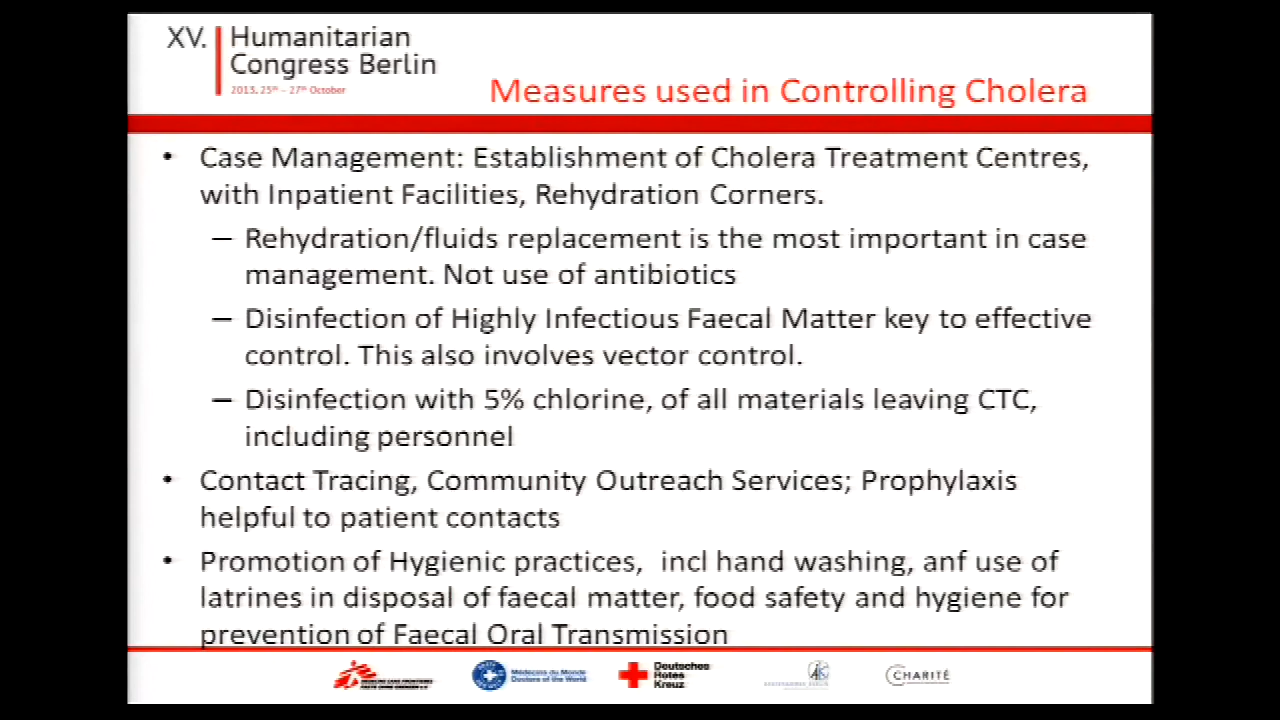 XV. Humanitarian
Congress Berlin
2013, 25th – 27th October
Measures used in Controlling Cholera
• Case Management: Establishment of Cholera Treatment Centres,
with Inpatient Facilities, Rehydration Corners.
– Rehydration/fluids replacement is the most important in case
management. Not use of antibiotics
– Disinfection of Highly Infectious Faecal Matter key to effective
control. This also involves vector control.
– Disinfection with 5% chlorine, of all materials leaving CTC,
including personnel
• Contact Tracing, Community Outreach Services; Prophylaxis
helpful to patient contacts
• Promotion of Hygienic practices, incl hand washing, anf use of
latrines in disposal of faecal matter, food safety and hygiene for
prevention of Faecal Oral Transmission
MEDECINS SANS FRONTIERES
Médecins du Monde
Doctors of the World
Deutsches
Rotes
Kreuz
CHARITÉ